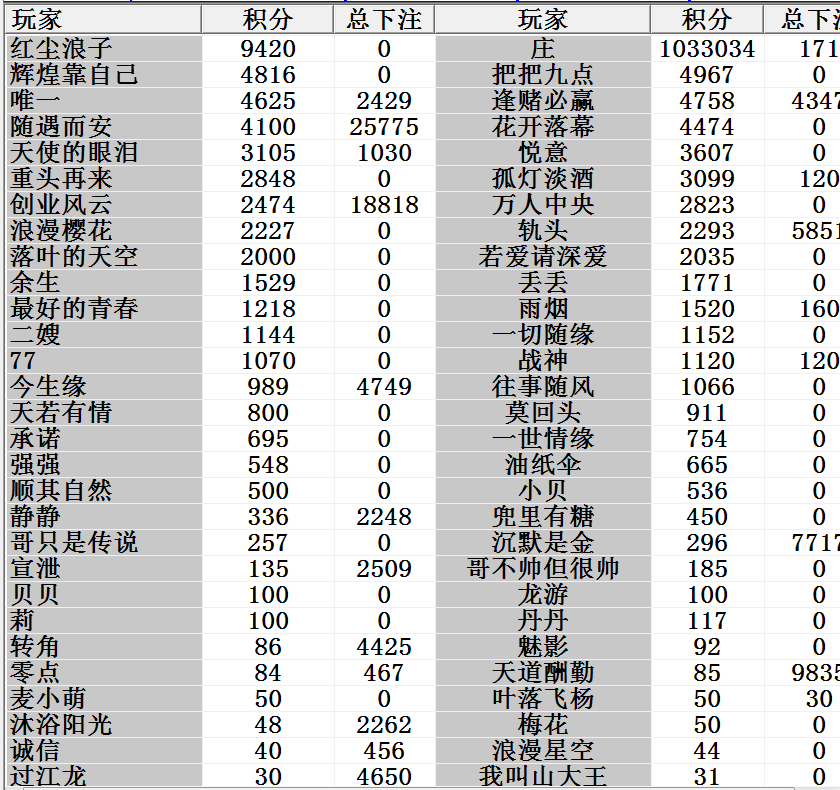 玩家 积分 总下注 玩家 积分 总下
红尘浪子 9420 0 庄 1033034 171
辉煌靠自己 4816 0 把把九点 4967 0
唯一 4625 2429 逢赌必赢 4758 4347
随遇而安 4100 25775 花开落幕 4474 0
天使的眼泪 3105 1030 悦意 3607 0
重头再来 2848 0 孤灯淡酒 3099 120
创业风云 2474 18818 万人中央 2823 0
浪漫樱花 2227 0 轨头 2293 5851
落叶的天空 2000 0 若爱请深爱 2035 0
余生 1529 0 丢丢 1771 0
最好的青春 1218 0 雨烟 1520 160
二嫂 1144 0 一切随缘 1152 0
77 1070 0 战神 1120 120
今生缘 989 4749 往事随风 1066 0
天若有情 800 0 莫回头 911 0
承诺 695 0 一世情缘 754 0
强强 548 0 油纸伞 665 0
顺其自然 500 0 小贝 536 0
静静 336 2248 兜里有糖 450 0
哥只是传说 257 0 沉默是金 296 7717
宣泄 135 2509 哥不帅但很帅 185 0
贝贝 100 0 龙游 100 0
莉 100 0 丹丹 117 0
转角 86 4425 魅影 92 0
零点 84 467 天道酬勤 85 9835
麦小萌 50 0 叶落飞杨 50 30
沐浴阳光 48 2262 梅花 50 0
诚信 40 456 浪漫星空 44 0
过江龙 30 4650 我叫山大王 31 0